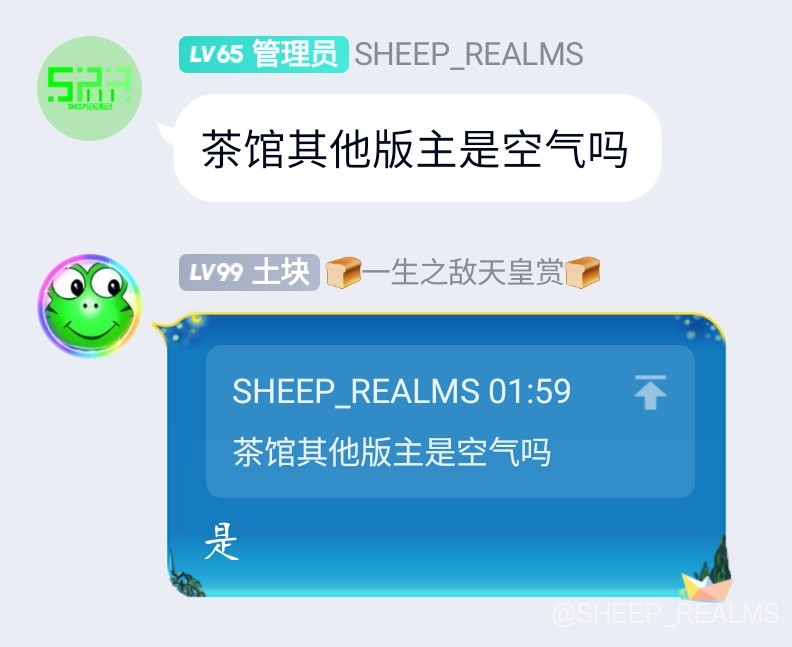 LV65 管理员 SHEEP_REALMS
SHEEP REALMS
茶馆其他版主是空气吗
LV99 土块 🍞一生之敌天皇赏🍞
SHEEP_REALMS 01:59
茶馆其他版主是空气吗
是
@SHEEP_REALMS